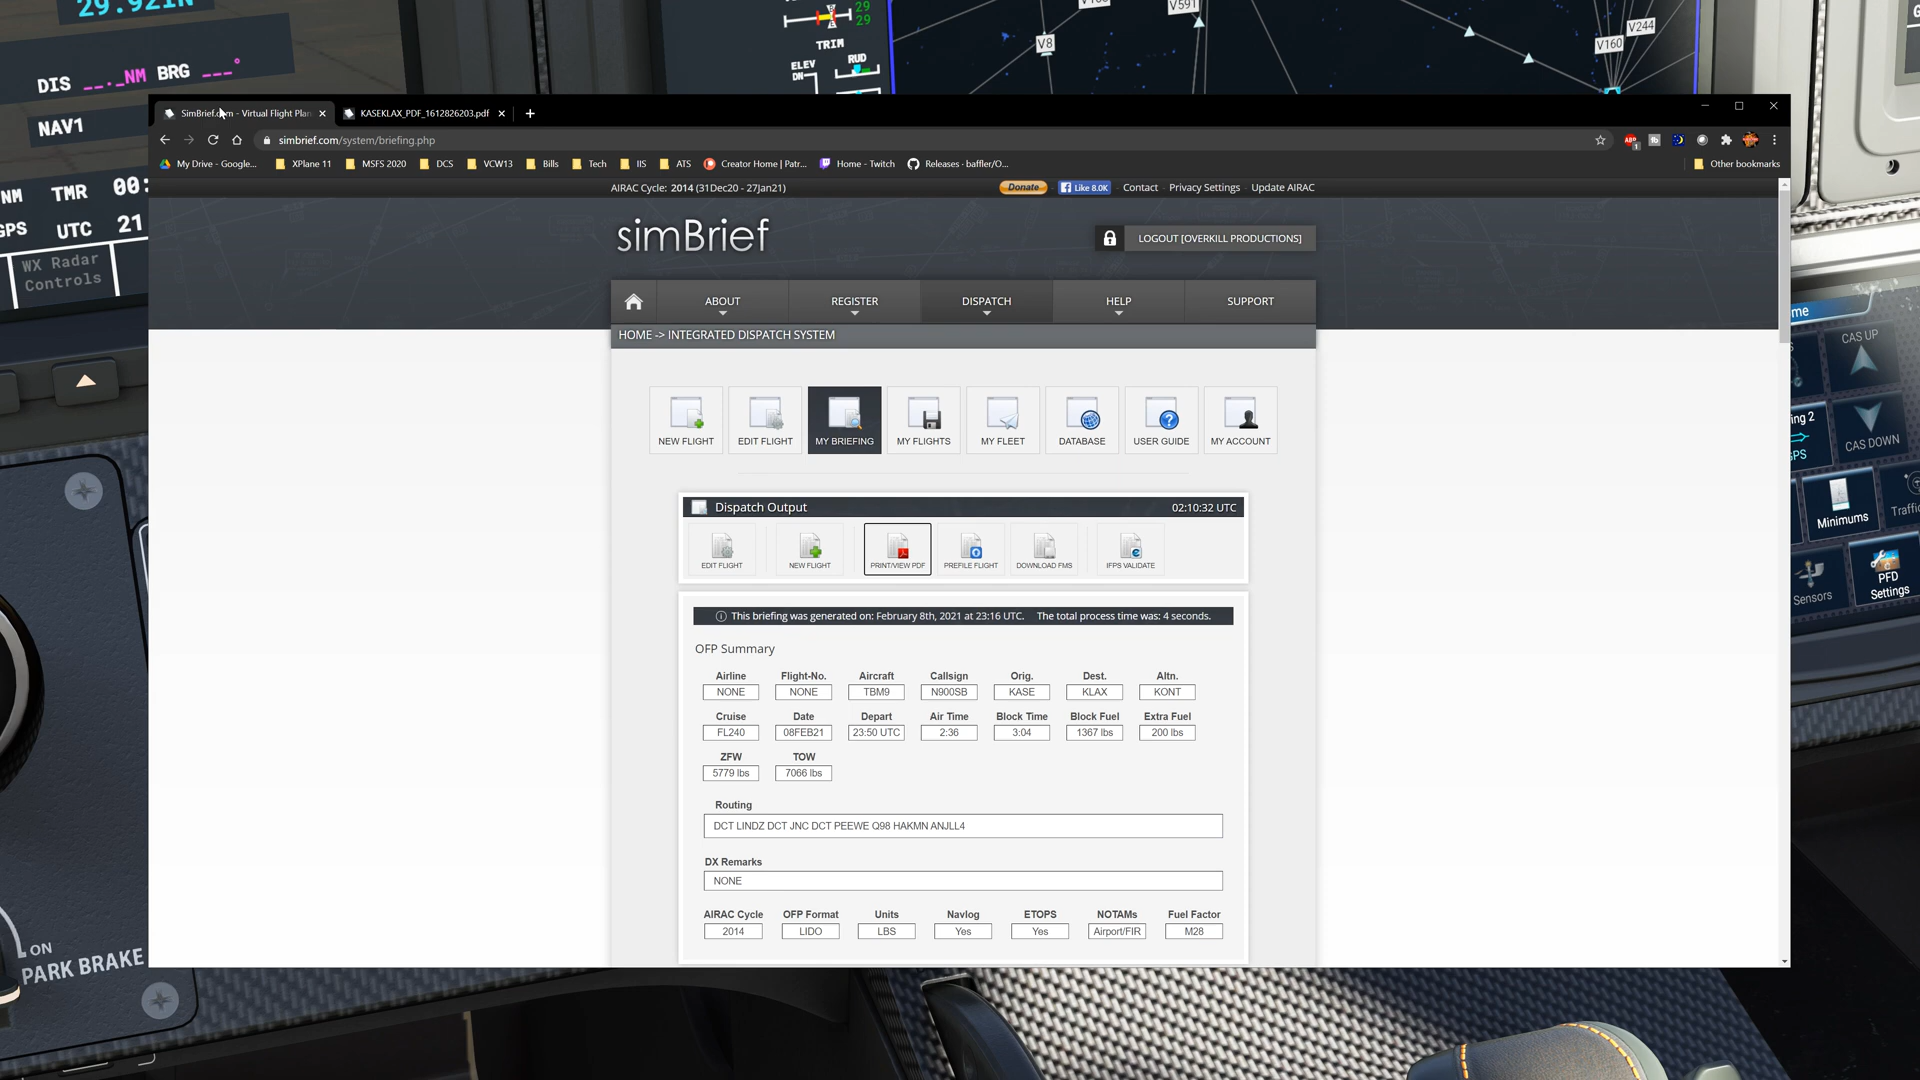 29.92IN
DIS __._NM BRG ___°
NAV1
NM TMR 00:
GPS UTC 21
WX Radar
Controls
ON
PARK BRAKE
29
29
TRIM
ELEV
DN
RUD
V8
V591
V244
V160
SimBrief.com - Virtual Flight Plan
KASEKLAX_PDF_1612826203.pdf
simbrief.com/system/briefing.php
My Drive - Google...
XPlane 11
MSFS 2020
DCS
VCW13
Bills
Tech
IIS
ATS
Creator Home | Patr...
Home - Twitch
Releases · baffler/O...
Other bookmarks
AIRAC Cycle: 2014 (31Dec20 - 27Jan21)
Donate
Like 8.0K
Contact
Privacy Settings
Update AIRAC
simBrief
LOGOUT [OVERKILL PRODUCTIONS]
ABOUT
REGISTER
DISPATCH
HELP
SUPPORT
HOME -> INTEGRATED DISPATCH SYSTEM
NEW FLIGHT
EDIT FLIGHT
MY BRIEFING
MY FLIGHTS
MY FLEET
DATABASE
USER GUIDE
MY ACCOUNT
Dispatch Output
02:10:32 UTC
EDIT FLIGHT
NEW FLIGHT
PRINT/VIEW PDF
PREFILE FLIGHT
DOWNLOAD FMS
IFPS VALIDATE
This briefing was generated on: February 8th, 2021 at 23:16 UTC. The total process time was: 4 seconds.
OFP Summary
Airline Flight-No. Aircraft Callsign Orig. Dest. Altn.
NONE NONE TBM9 N900SB KASE KLAX KONT
Cruise Date Depart Air Time Block Time Block Fuel Extra Fuel
FL240 08FEB21 23:50 UTC 2:36 3:04 1367 lbs 200 lbs
ZFW TOW
5779 lbs 7066 lbs
Routing
DCT LINDZ DCT JNC DCT PEEWE Q98 HAKMN ANJLL4
DX Remarks
NONE
AIRAC Cycle OFP Format Units Navlog ETOPS NOTAMs Fuel Factor
2014 LIDO LBS Yes Yes Airport/FIR M28
me
CAS UP
ing 2
GPS
CAS DOWN
Minimums
Traffic
Sensors
PFD
Settings